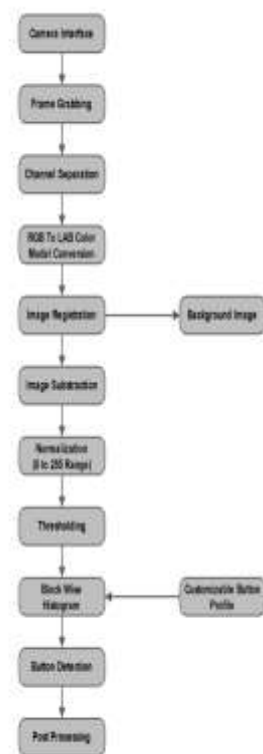 Camera Interface
Frame Grabbing
Channel Separation
RGB To LAB Color
Model Conversion
Image Registration
Background Image
Image Substraction
Normalization
(0 to 255 Range)
Thresholding
Block Wise
Histogram
Customizable Button
Profile
Button Detection
Post Processing